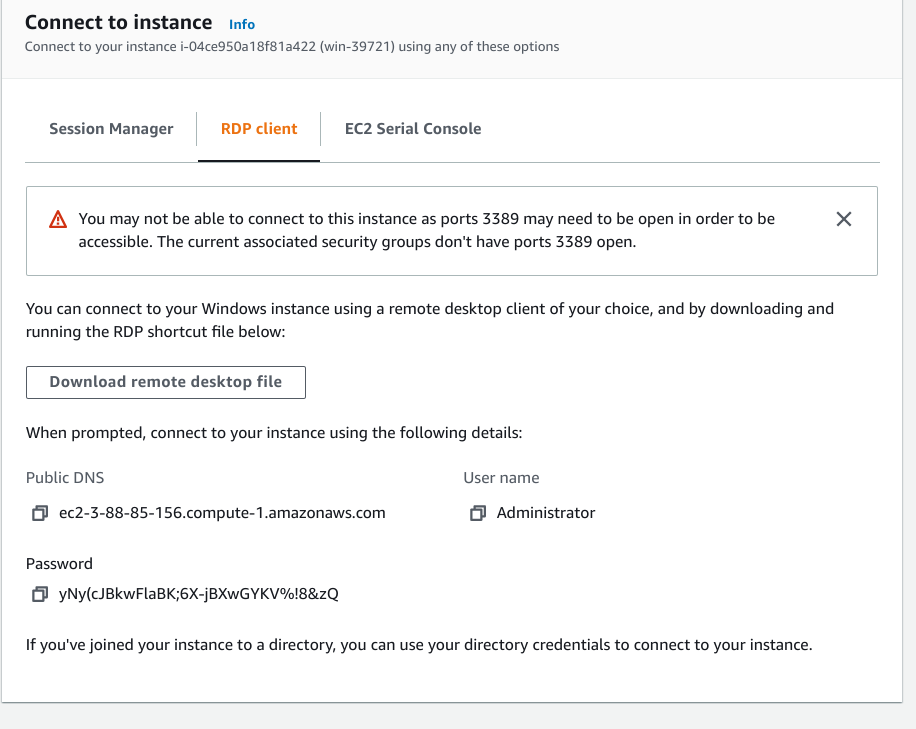 Connect to instance Info
Connect to your instance i-04ce950a18f81a422 (win-39721) using any of these options
Session Manager
RDP client
EC2 Serial Console
You may not be able to connect to this instance as ports 3389 may need to be open in order to be
accessible. The current associated security groups don't have ports 3389 open.
You can connect to your Windows instance using a remote desktop client of your choice, and by downloading and
running the RDP shortcut file below:
Download remote desktop file
When prompted, connect to your instance using the following details:
Public DNS
User name
ec2-3-88-85-156.compute-1.amazonaws.com
Administrator
Password
yNy(cJBkwFlaBK;6X-jBXwGYKV%!8&zQ
If you've joined your instance to a directory, you can use your directory credentials to connect to your instance.